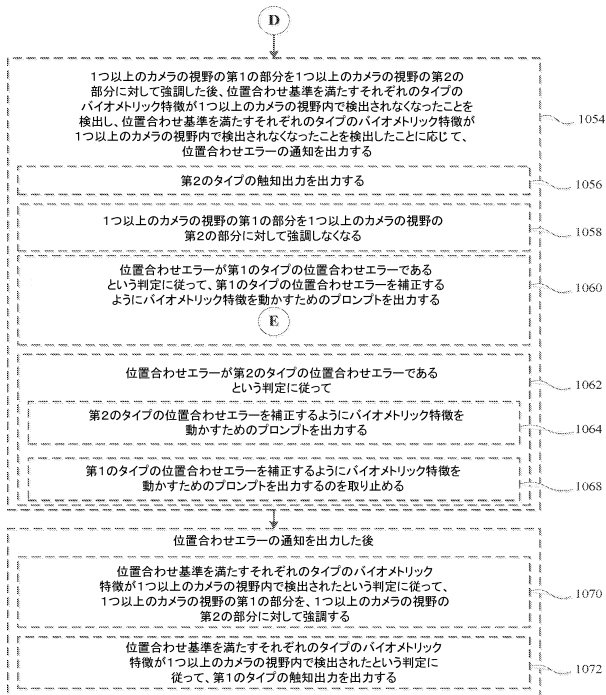 D
1つ以上のカメラの視野の第1の部分を1つ以上のカメラの視野の第2の
部分に対して強調した後、位置合わせ基準を満たすそれぞれのタイプの
バイオメトリック特徴が1つ以上のカメラの視野内で検出されなくなったことを
検出し、位置合わせ基準を満たすそれぞれのタイプのバイオメトリック特徴が
1つ以上のカメラの視野内で検出されなくなったことを検出したことに応じて、
位置合わせエラーの通知を出力する
1054
第2のタイプの触知出力を出力する
1056
1つ以上のカメラの視野の第1の部分を1つ以上のカメラの視野の
第2の部分に対して強調しなくなる
1058
位置合わせエラーが第1のタイプの位置合わせエラーである
という判定に従って、第1のタイプの位置合わせエラーを補正する
ようにバイオメトリック特徴を動かすためのプロンプトを出力する
1060
E
位置合わせエラーが第2のタイプの位置合わせエラーである
という判定に従って
1062
第2のタイプの位置合わせエラーを補正するようにバイオメトリック特徴を
動かすためのプロンプトを出力する
1064
第1のタイプの位置合わせエラーを補正するようにバイオメトリック特徴を
動かすためのプロンプトを出力するのを取り止める
1068
位置合わせエラーの通知を出力した後
位置合わせ基準を満たすそれぞれのタイプのバイオメトリック
特徴が1つ以上のカメラの視野内で検出されたという判定に従って、
1つ以上のカメラの視野の第1の部分を、1つ以上のカメラの視野の
第2の部分に対して強調する
1070
位置合わせ基準を満たすそれぞれのタイプのバイオメトリック
特徴が1つ以上のカメラの視野内で検出されたという判定に
従って、第1のタイプの触知出力を出力する
1072